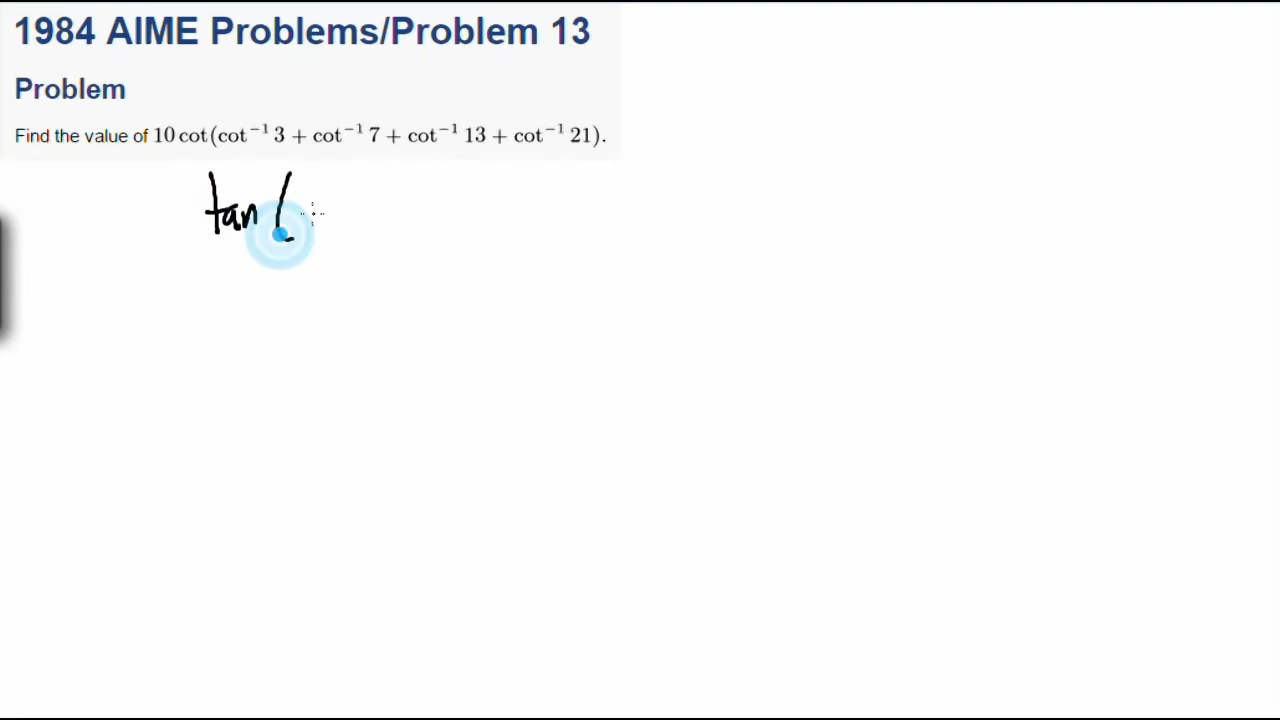 1984 AIME Problems/Problem 13
Problem
Find the value of 10 cot(cot⁻¹ 3 + cot⁻¹ 7 + cot⁻¹ 13 + cot⁻¹ 21).
tan (